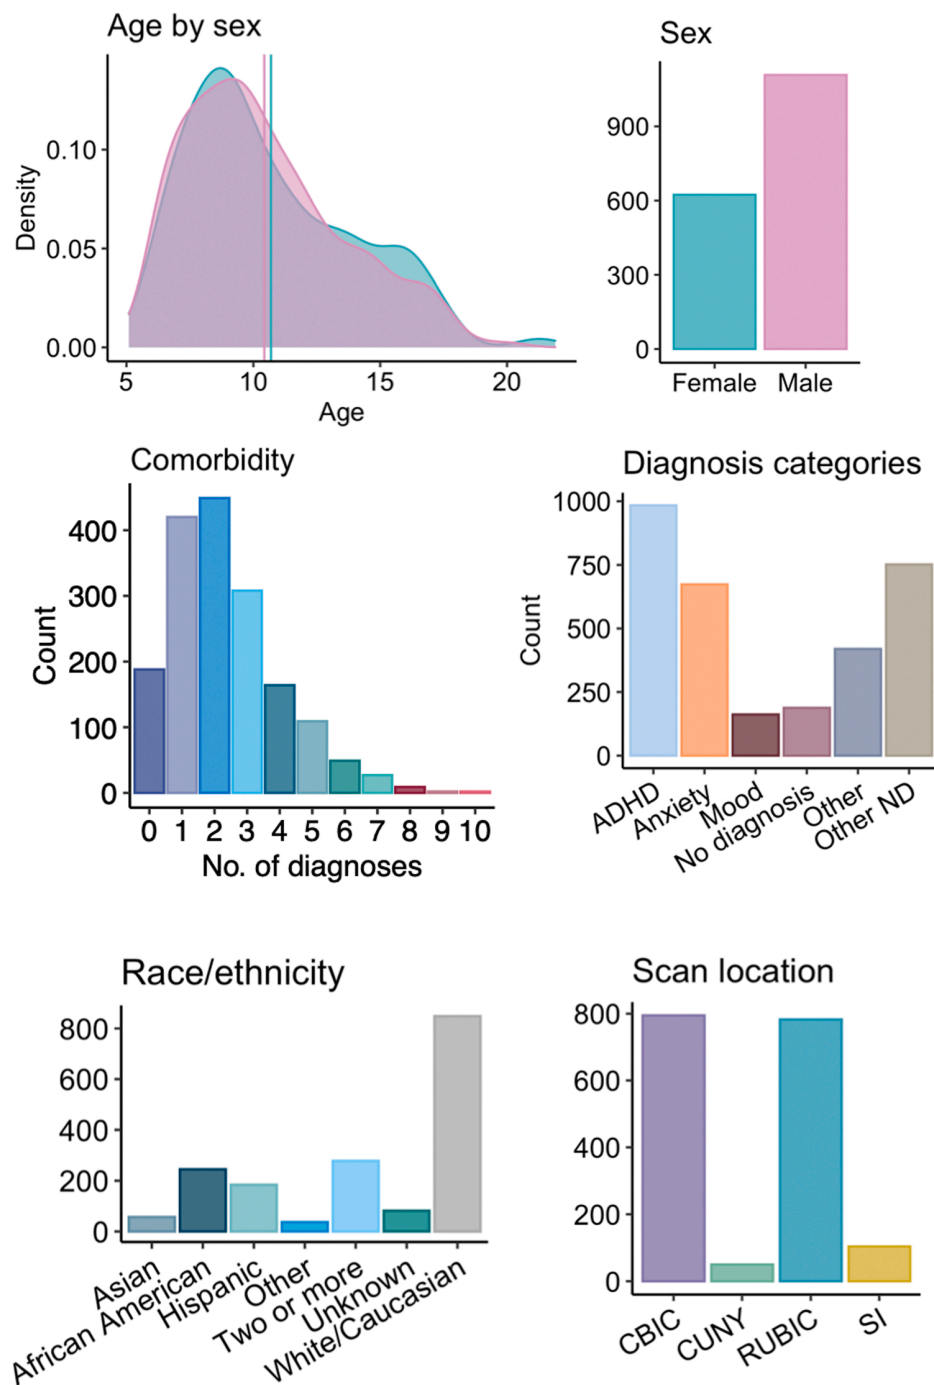 Age by sex
Density
0.10
0.05
0.00
5 10 15 20
Age
Sex
900
600
300
0
Female Male
Comorbidity
Count
400
300
200
100
0
0 1 2 3 4 5 6 7 8 9 10
No. of diagnoses
Diagnosis categories
Count
1000
750
500
250
0
ADHD
Anxiety
Mood
No diagnosis
Other
Other ND
Race/ethnicity
800
600
400
200
0
Asian
African American
Hispanic
Other
Two or more
Unknown
White/Caucasian
Scan location
800
600
400
200
0
CBIC
CUNY
RUBIC
SI